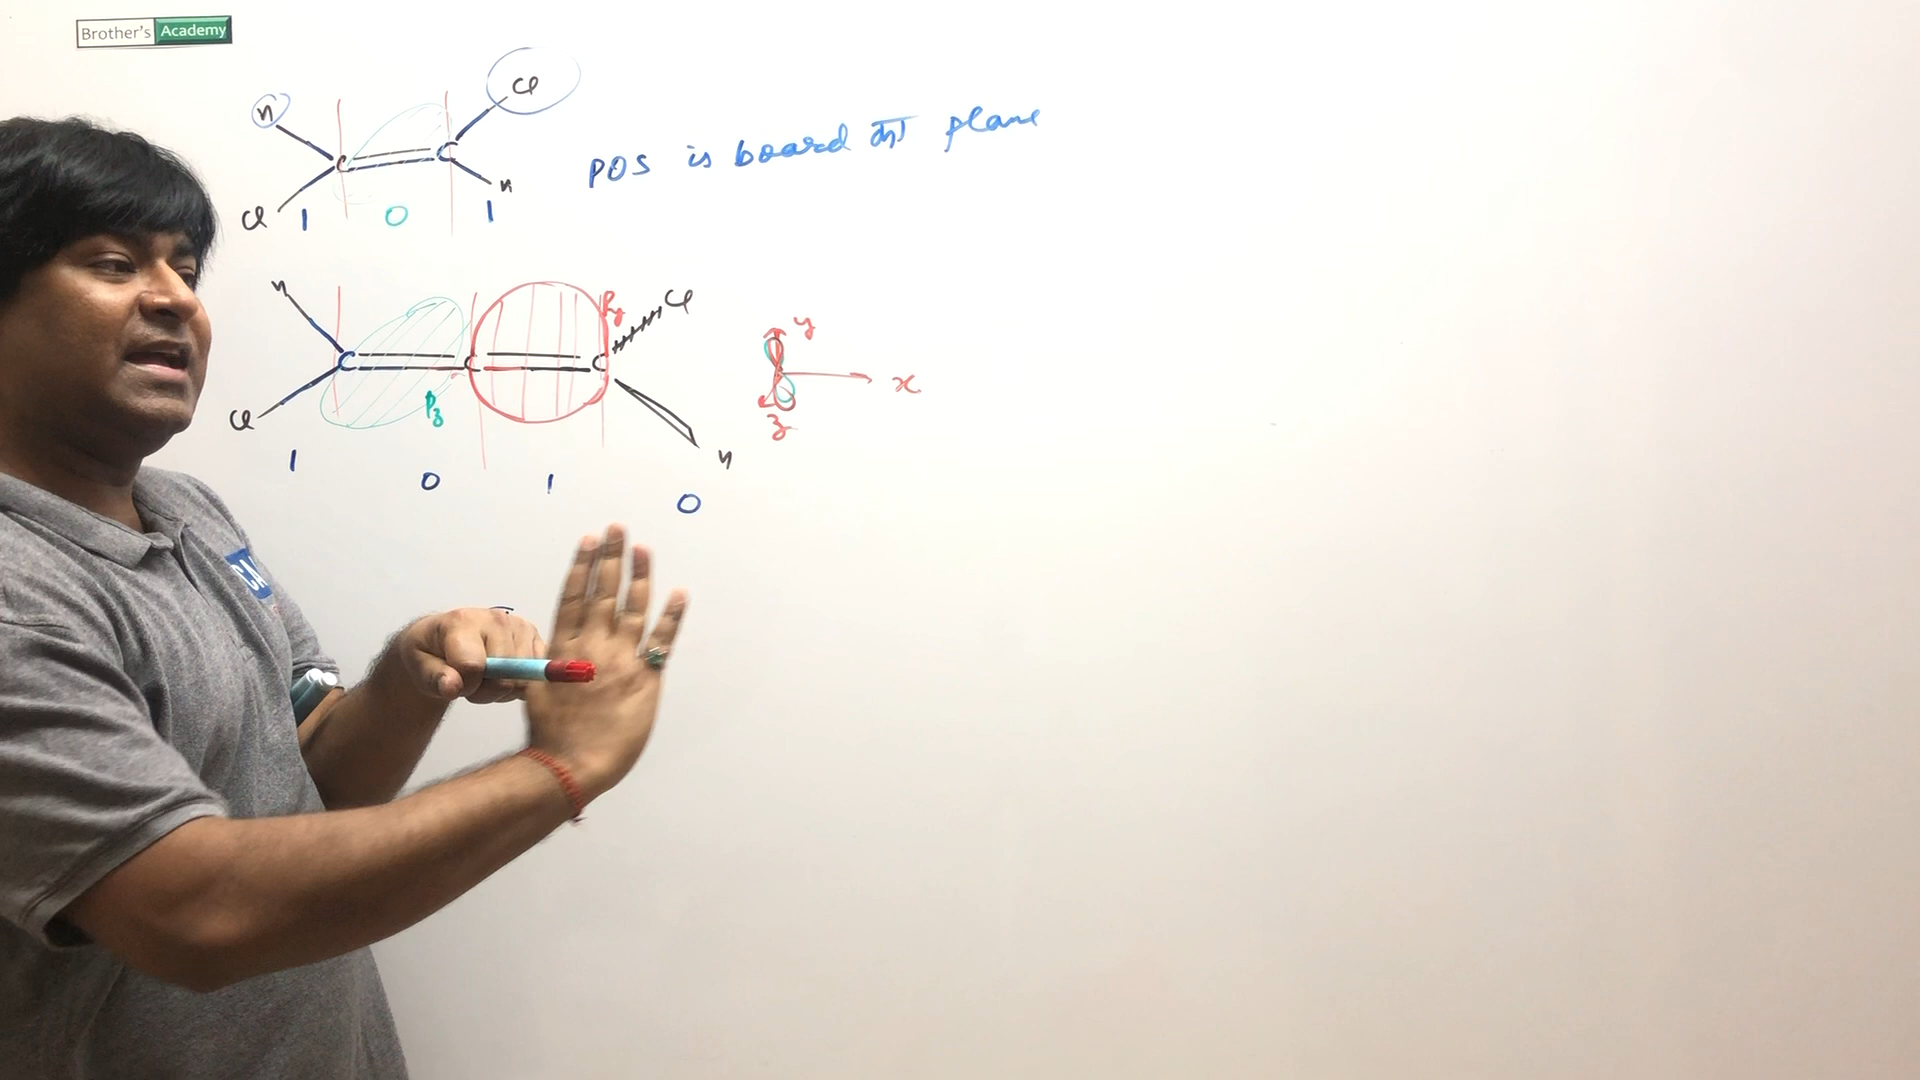 Brother's Academy
H Cl
C C
Cl H
1 0 1
POS is board का plane
H Py Cl
C C C
Cl Pz H
1 0 1 0
y
x
z
CA